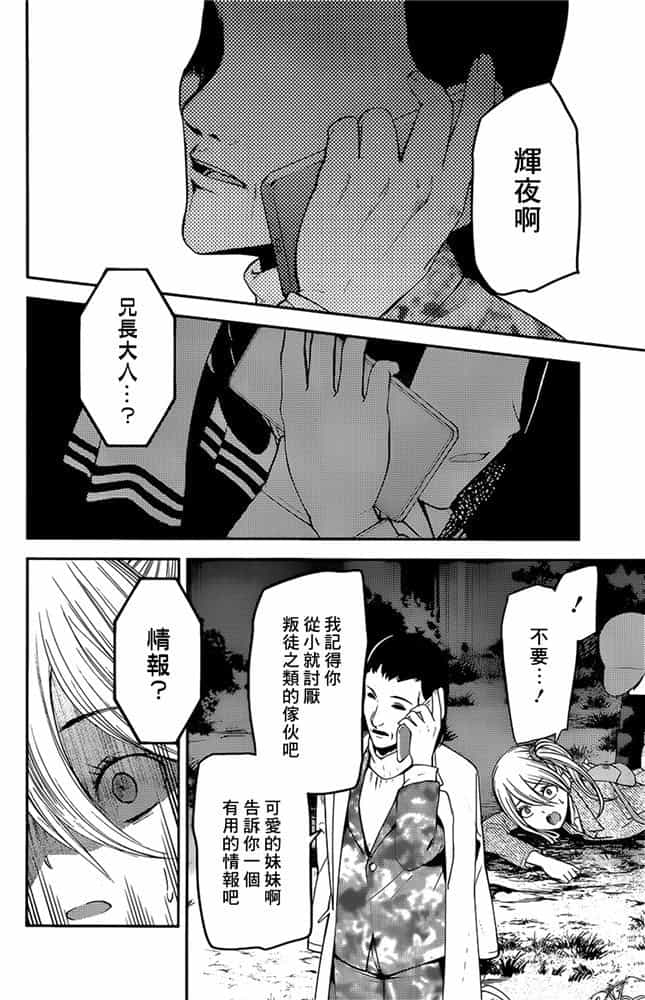 輝夜啊
兄長大人…？
！
不要…！
我記得你
從小就討厭
叛徒之類的傢伙吧
可愛的妹妹啊
告訴你一個
有用的情報吧
情報？